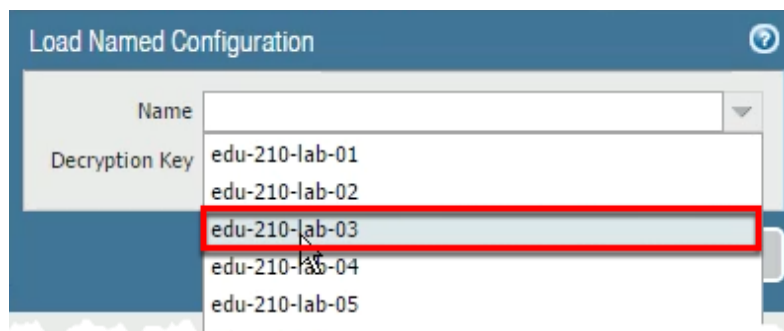 Load Named Configuration
Name
Decryption Key
edu-210-lab-01
edu-210-lab-02
edu-210-lab-03
edu-210-lab-04
edu-210-lab-05